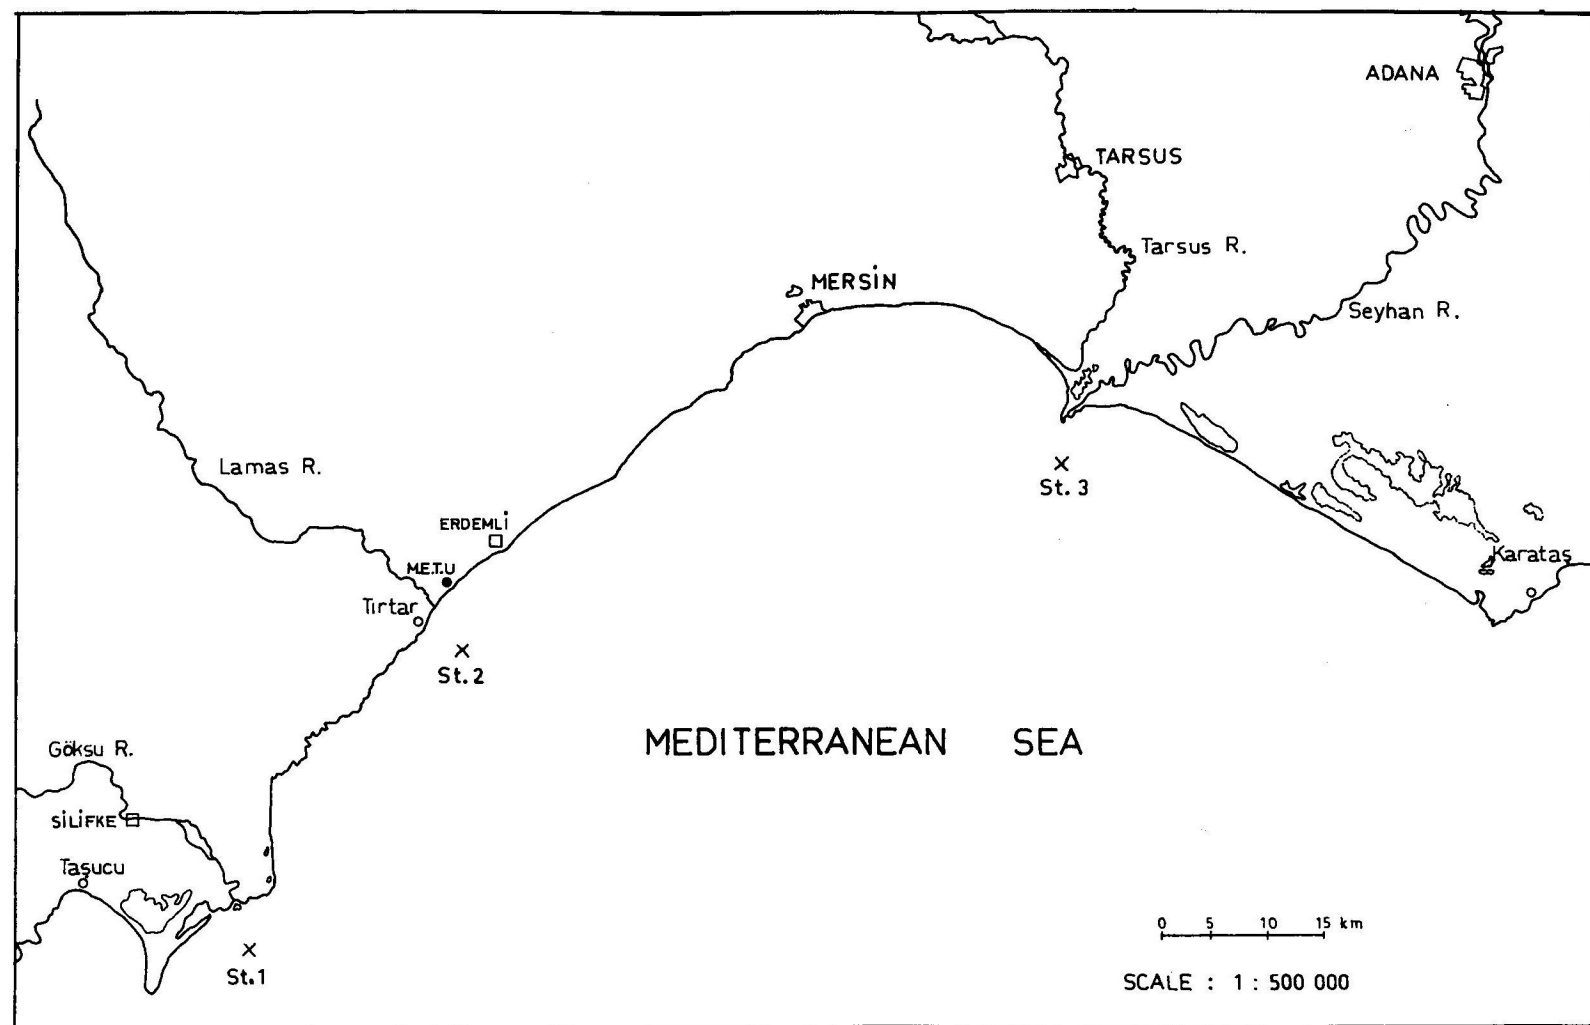 ADANA
TARSUS
Tarsus R.
MERSİN
Seyhan R.
Lamas R.
St. 3
ERDEMLİ
M.E.T.U
Karataş
Tırtar
St. 2
MEDITERRANEAN SEA
Göksu R.
SİLİFKE
Taşucu
0 5 10 15 km
St. 1
SCALE : 1 : 500 000